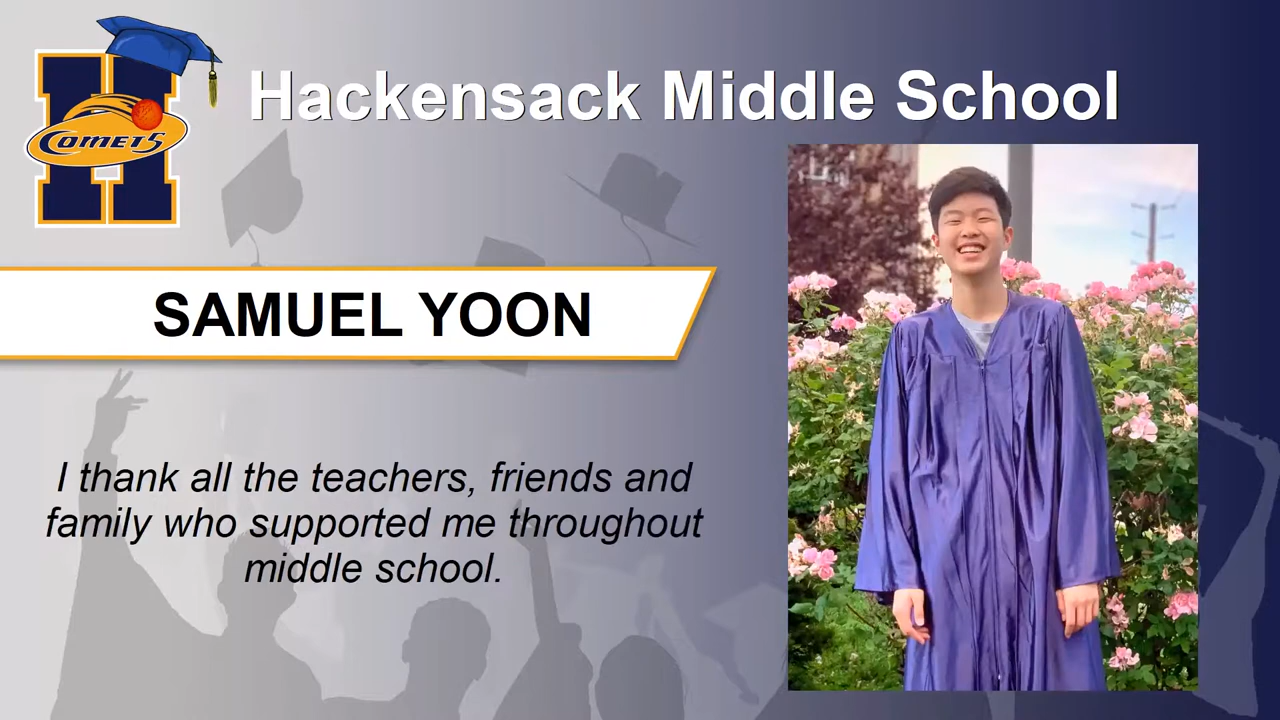 H
COMETS
Hackensack Middle School
SAMUEL YOON
I thank all the teachers, friends and
family who supported me throughout
middle school.